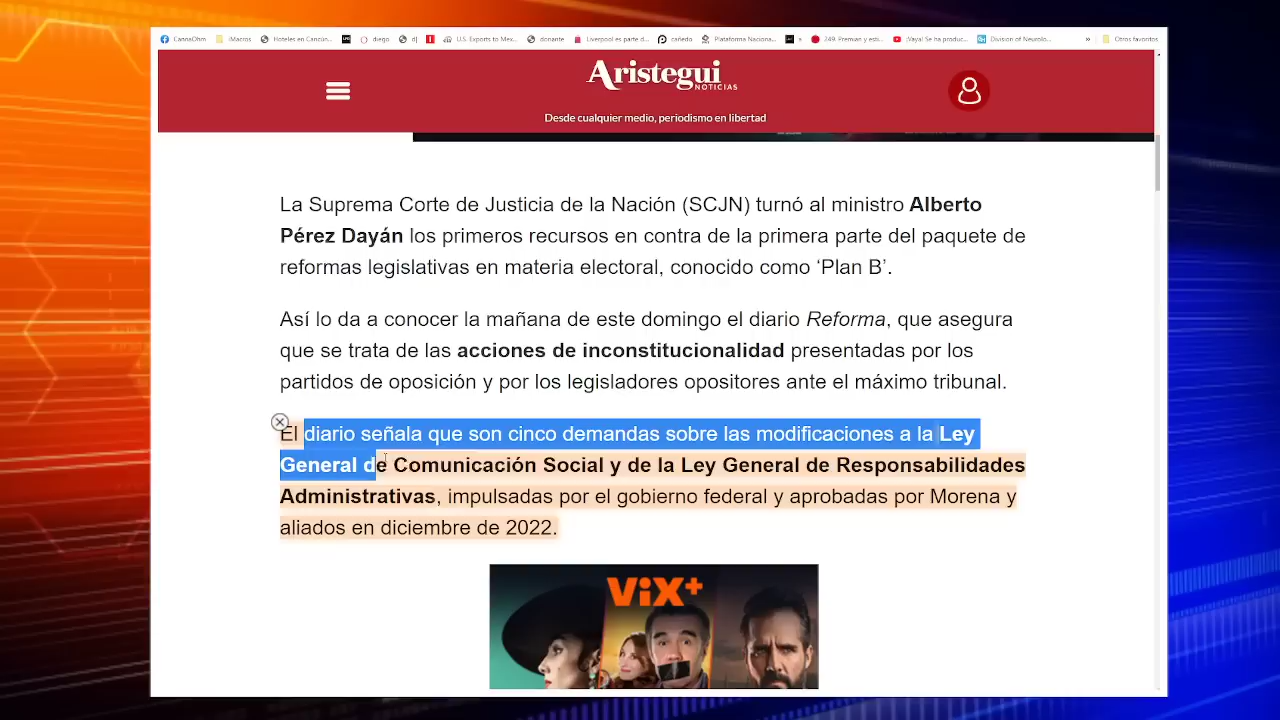 CannaOhm iMacros Hoteles en Cancún... diego dj U.S. Exports to Mex... donante Liverpool es parte d... cañedo Plataforma Naciona... 249. Premian y esti... ¡Vaya! Se ha produc... Division of Neurolo... » Otros favoritos
Aristegui
NOTICIAS
Desde cualquier medio, periodismo en libertad
La Suprema Corte de Justicia de la Nación (SCJN) turnó al ministro Alberto
Pérez Dayán los primeros recursos en contra de la primera parte del paquete de
reformas legislativas en materia electoral, conocido como ‘Plan B’.
Así lo da a conocer la mañana de este domingo el diario Reforma, que asegura
que se trata de las acciones de inconstitucionalidad presentadas por los
partidos de oposición y por los legisladores opositores ante el máximo tribunal.
El diario señala que son cinco demandas sobre las modificaciones a la Ley
General de Comunicación Social y de la Ley General de Responsabilidades
Administrativas, impulsadas por el gobierno federal y aprobadas por Morena y
aliados en diciembre de 2022.
ViX+